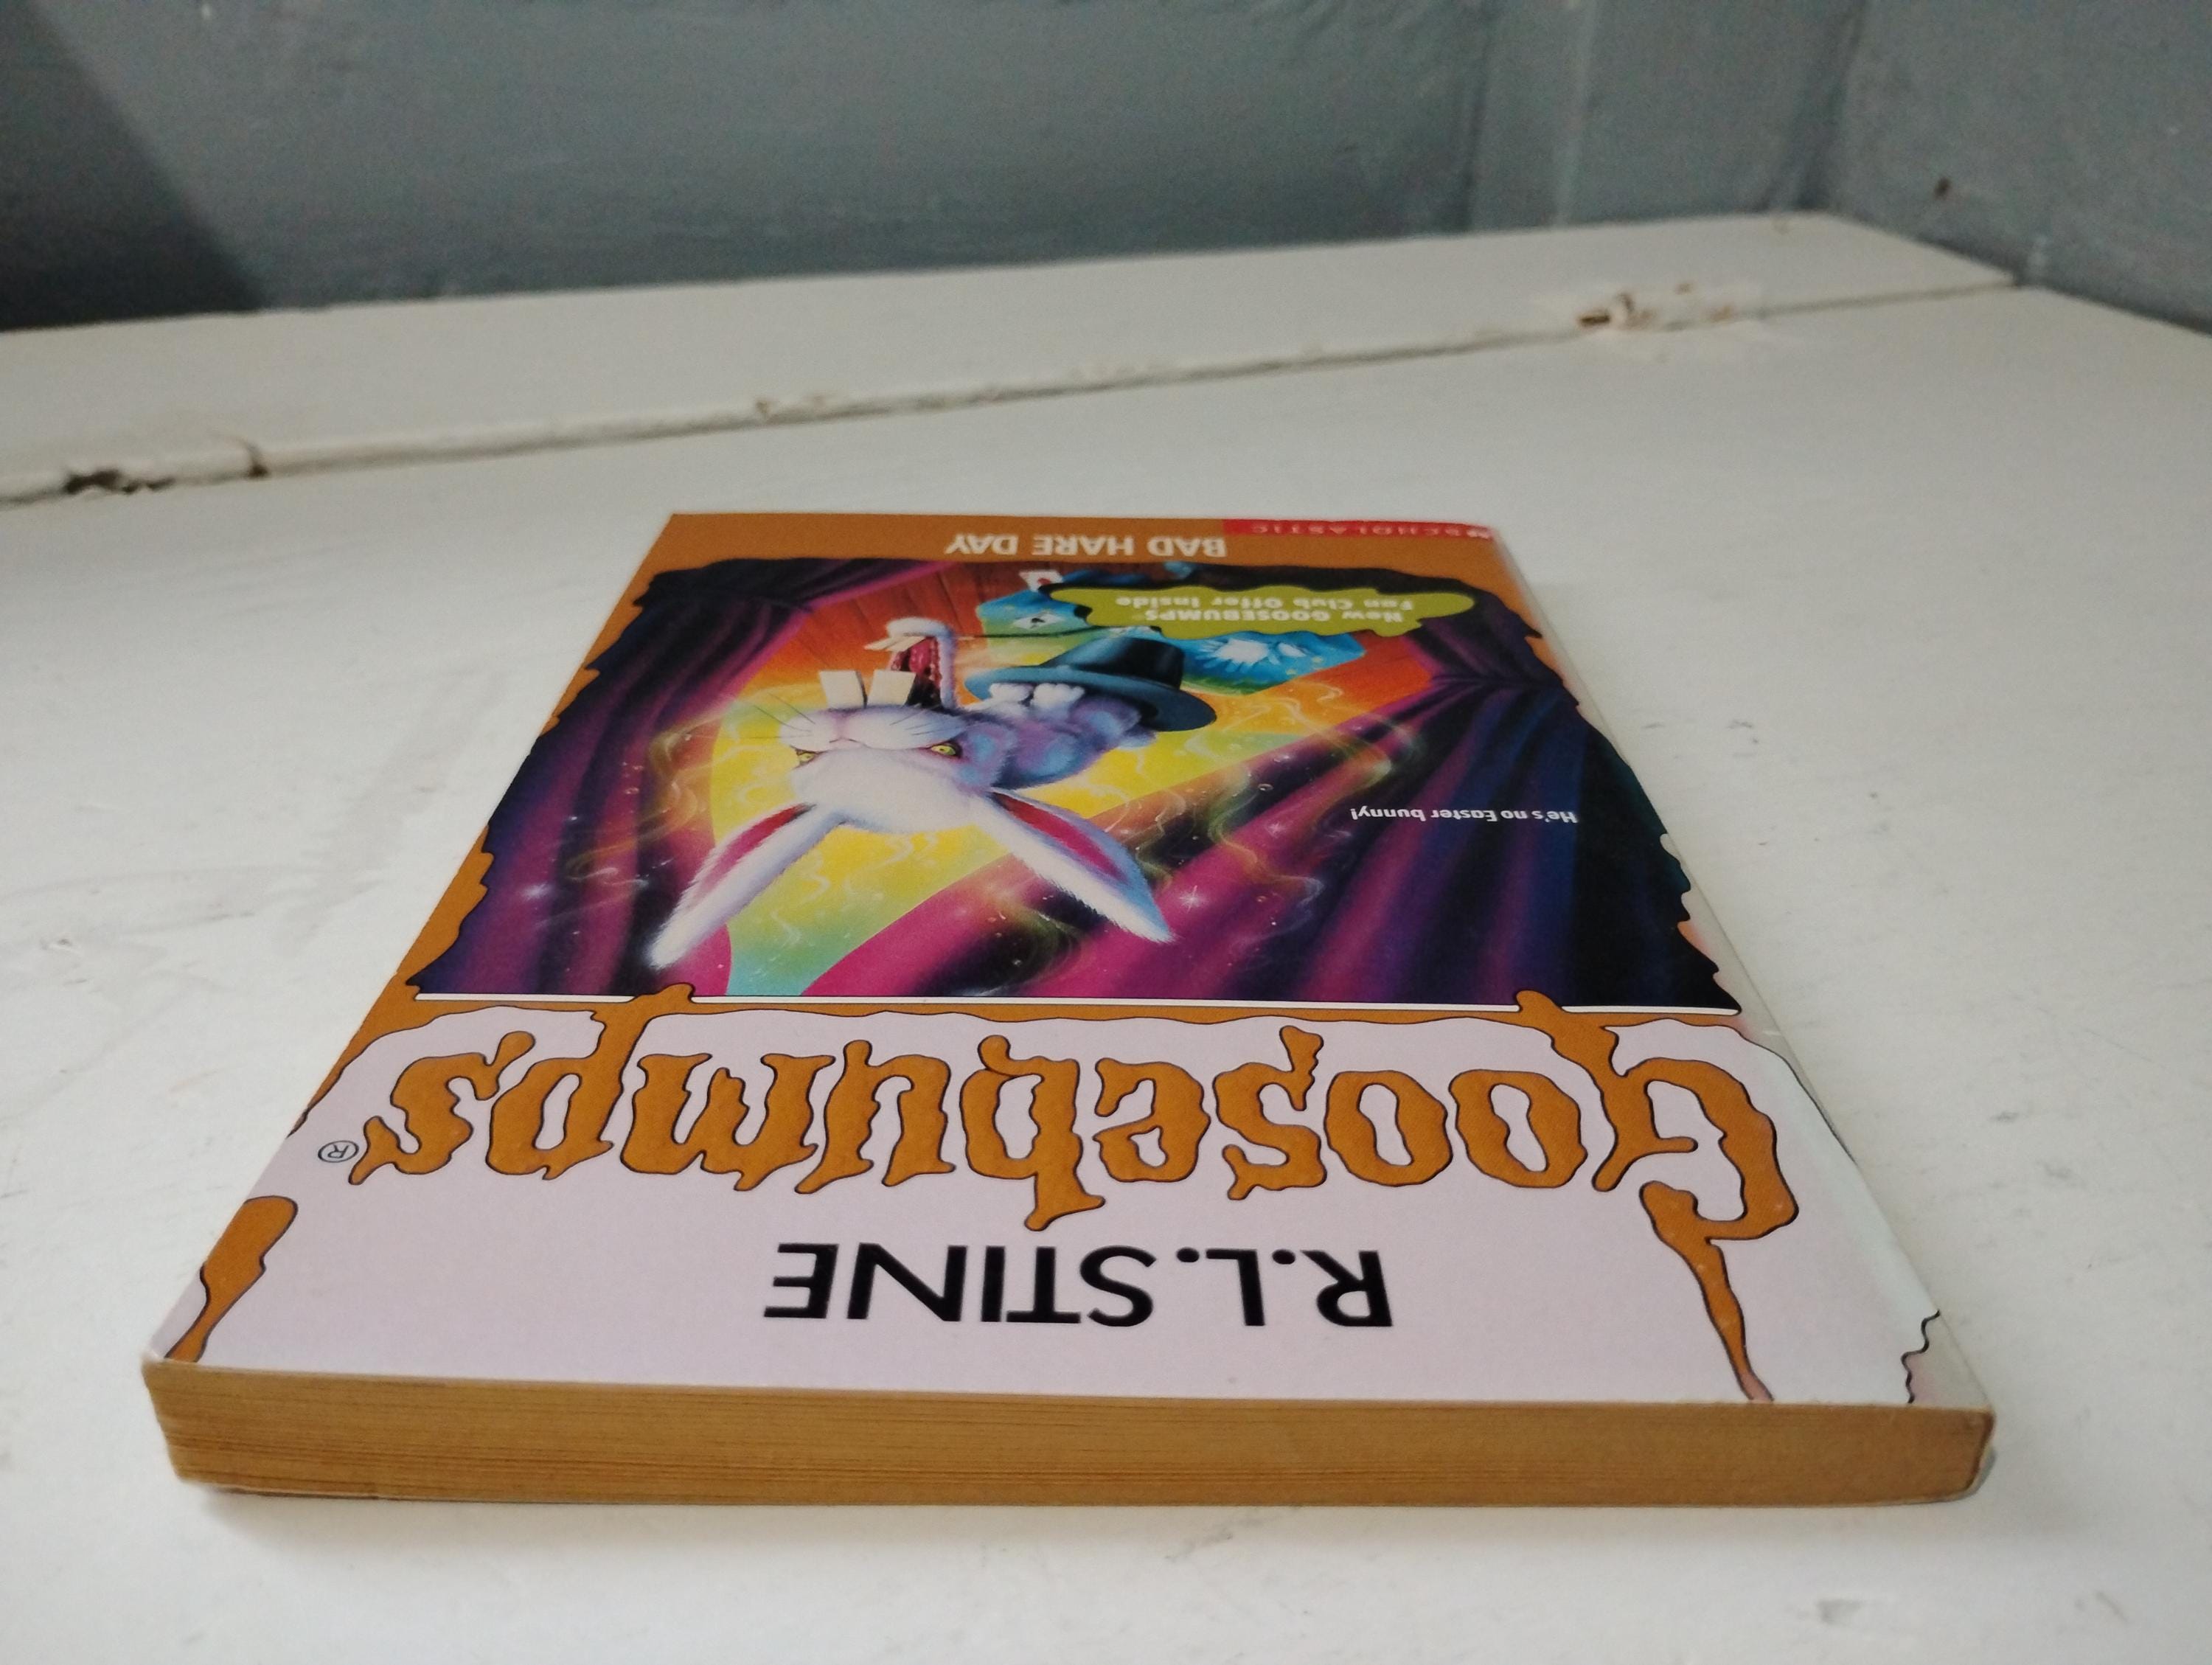 R.L. STINE
Goosebumps®
He's no Easter bunny!
New GOOSEBUMPS
Fan Club Offer Inside
BAD HARE DAY
SCHOLASTIC